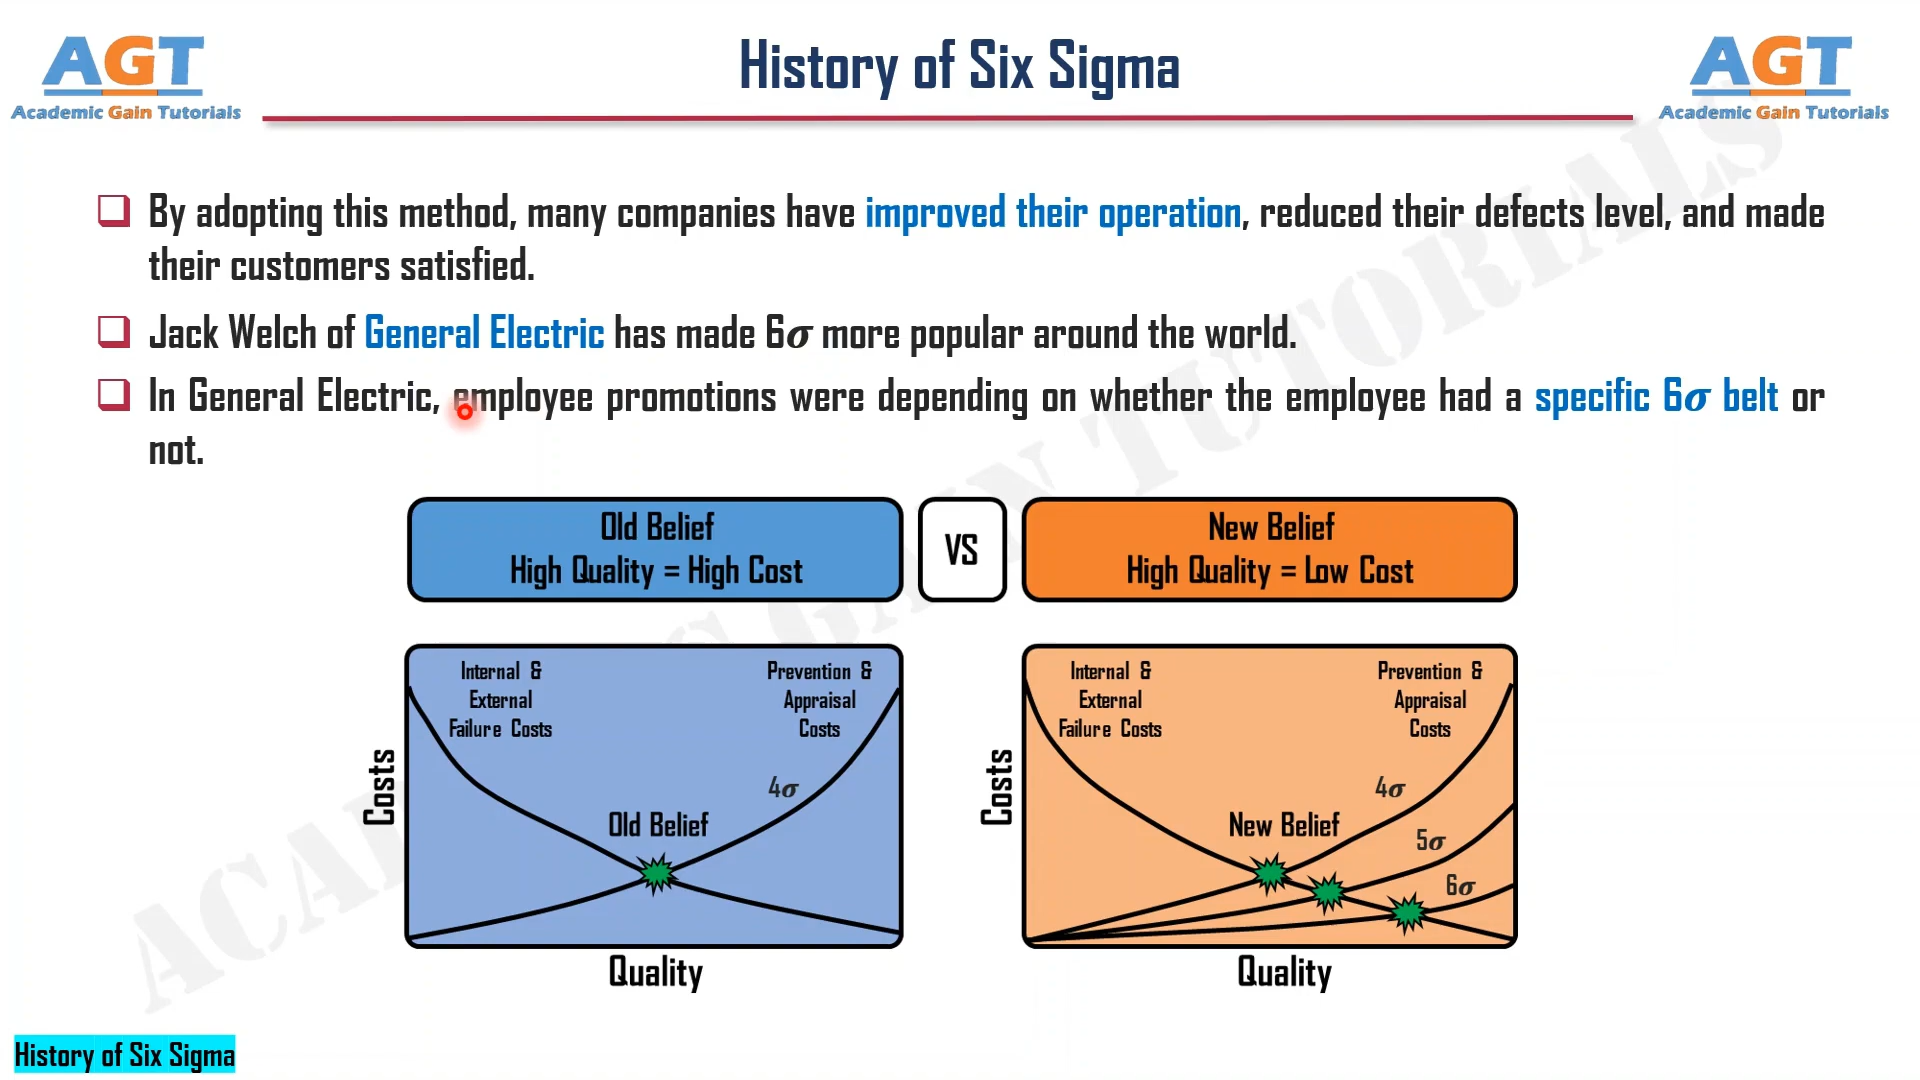 AGT
Academic Gain Tutorials
History of Six Sigma
AGT
Academic Gain Tutorials
By adopting this method, many companies have improved their operation, reduced their defects level, and made
their customers satisfied.
Jack Welch of General Electric has made 6σ more popular around the world.
In General Electric, employee promotions were depending on whether the employee had a specific 6σ belt or
not.
Old Belief
High Quality = High Cost
VS
New Belief
High Quality = Low Cost
Internal &
External
Failure Costs
Prevention &
Appraisal
Costs
4σ
Old Belief
Costs
Quality
Internal &
External
Failure Costs
Prevention &
Appraisal
Costs
4σ
New Belief
5σ
6σ
Costs
Quality
History of Six Sigma
ACADEMIC GAIN TUTORIALS